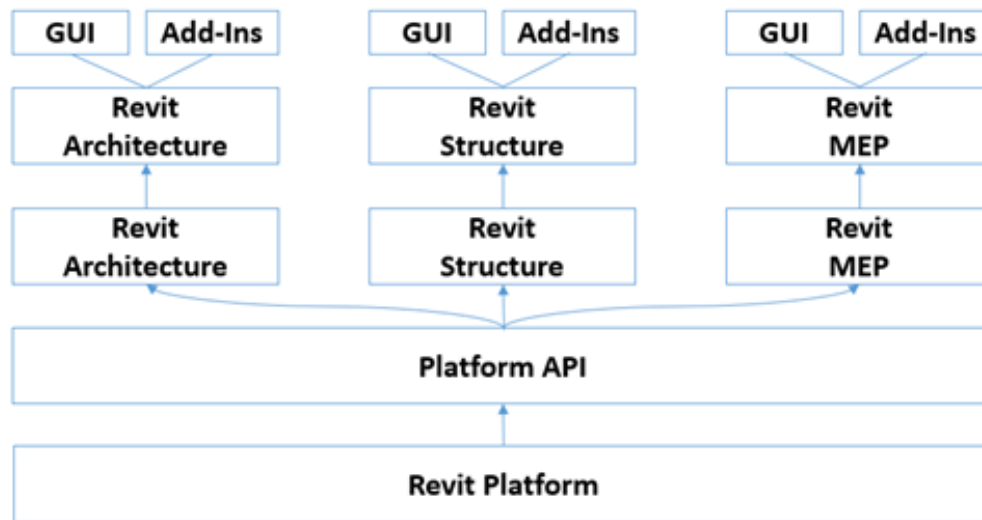 GUI
Add-Ins
GUI
Add-Ins
GUI
Add-Ins
Revit
Architecture
Revit
Structure
Revit
MEP
Revit
Architecture
Revit
Structure
Revit
MEP
Platform API
Revit Platform